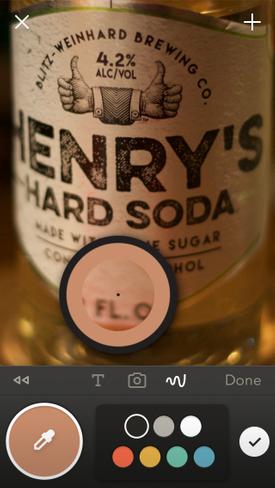 BLITZ-WEINHARD BREWING CO.
4.2%
ALC/VOL
HENRY'S
HARD SODA
MADE WITH
SUGAR
FL. O
T
Done